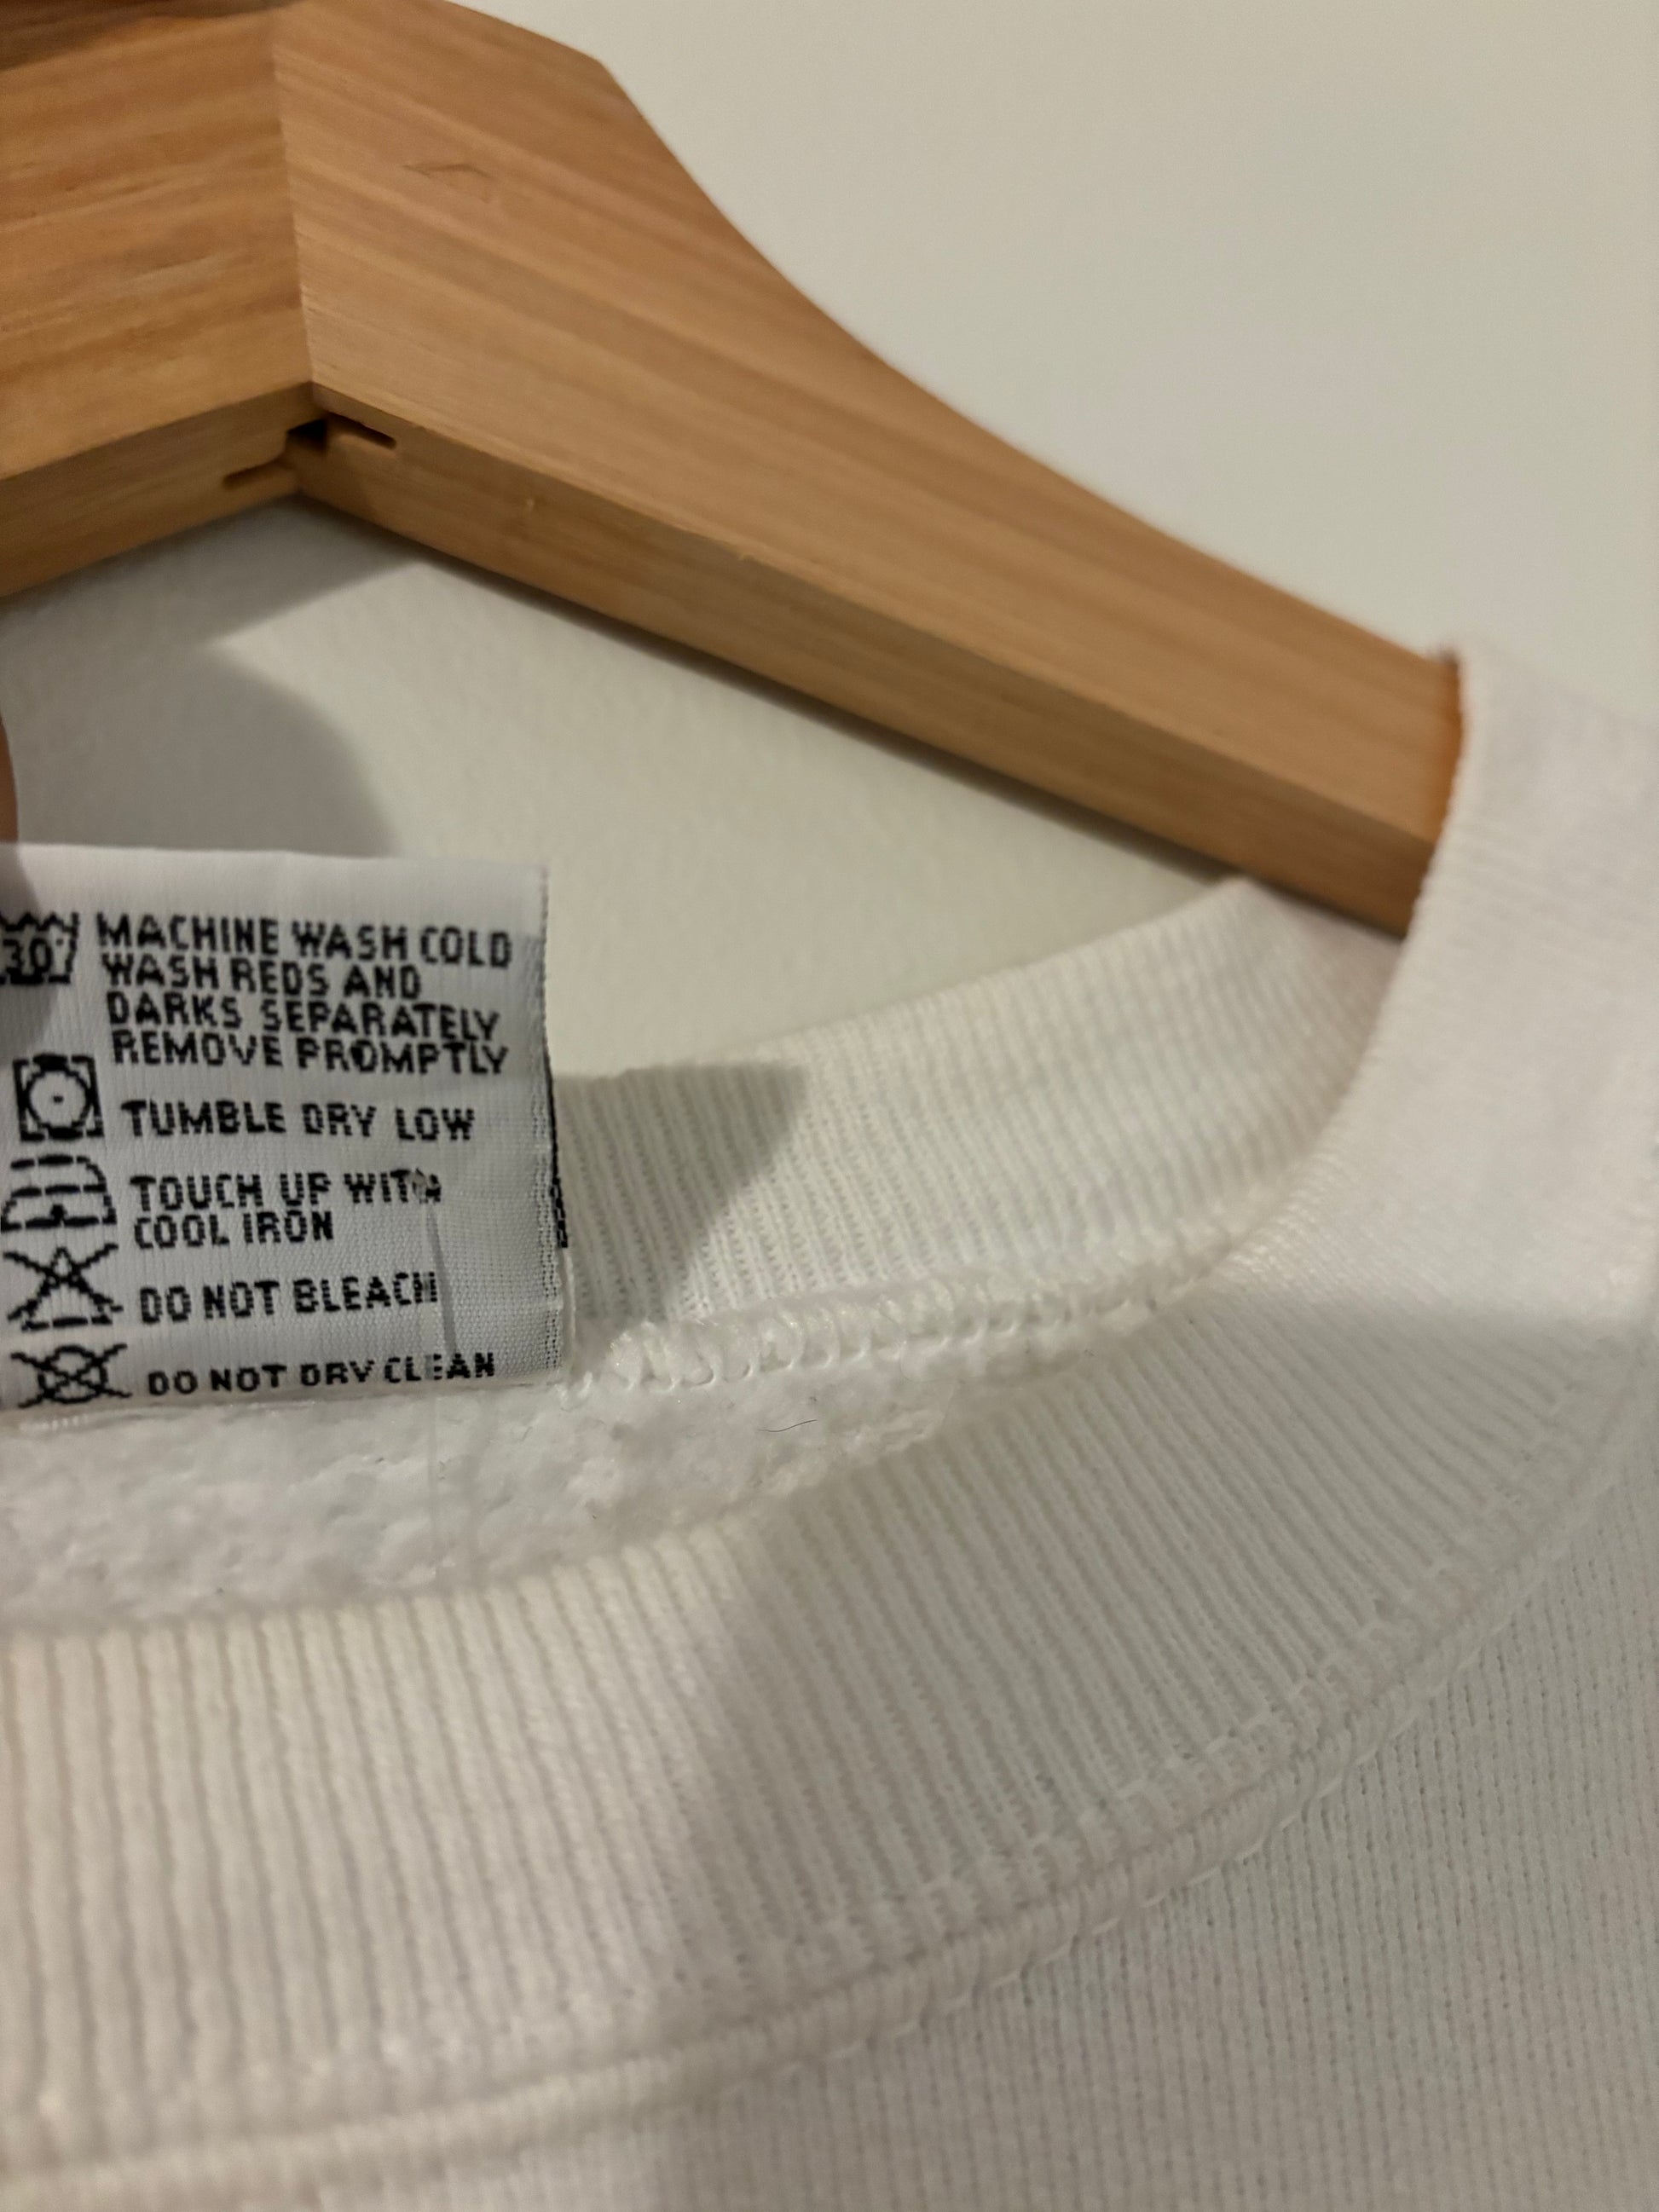 30° MACHINE WASH COLD
WASH REDS AND
DARKS SEPARATELY
REMOVE PROMPTLY
TUMBLE DRY LOW
TOUCH UP WITH
COOL IRON
DO NOT BLEACH
DO NOT DRY CLEAN